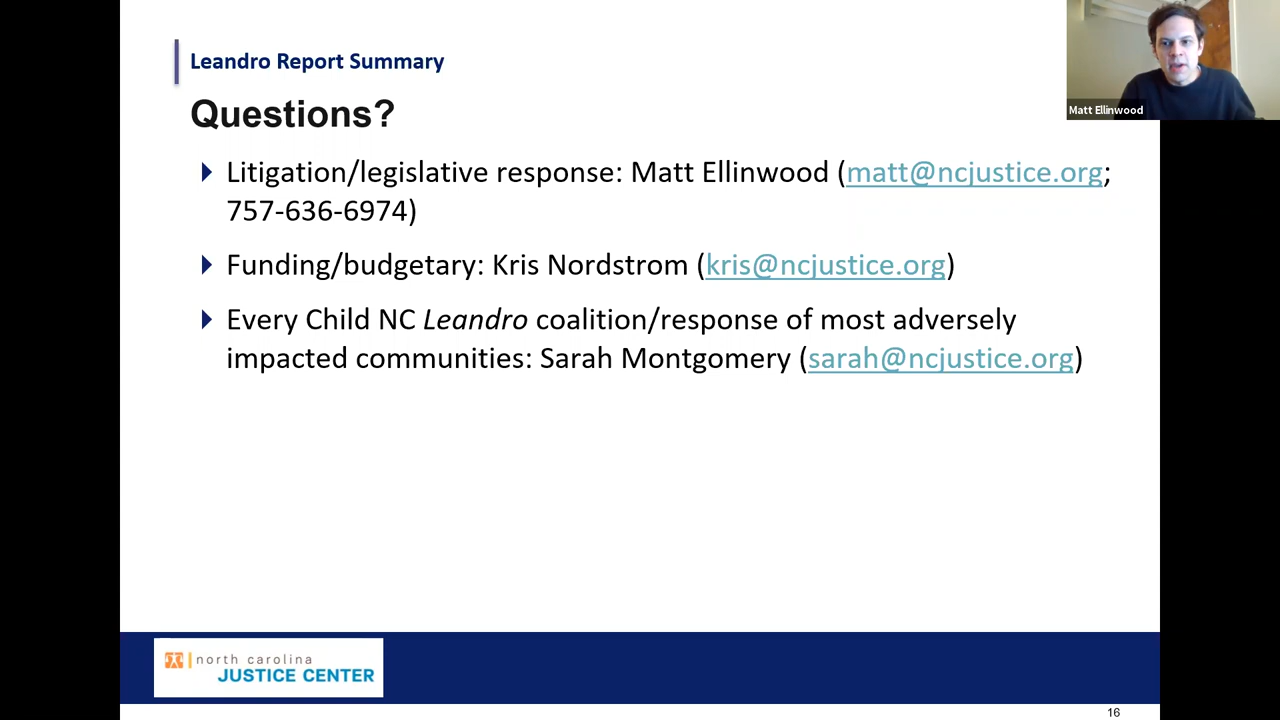 Leandro Report Summary
Questions?
Litigation/legislative response: Matt Ellinwood (matt@ncjustice.org;
757-636-6974)
Funding/budgetary: Kris Nordstrom (kris@ncjustice.org)
Every Child NC Leandro coalition/response of most adversely
impacted communities: Sarah Montgomery (sarah@ncjustice.org)
Matt Ellinwood
north carolina
JUSTICE CENTER
16